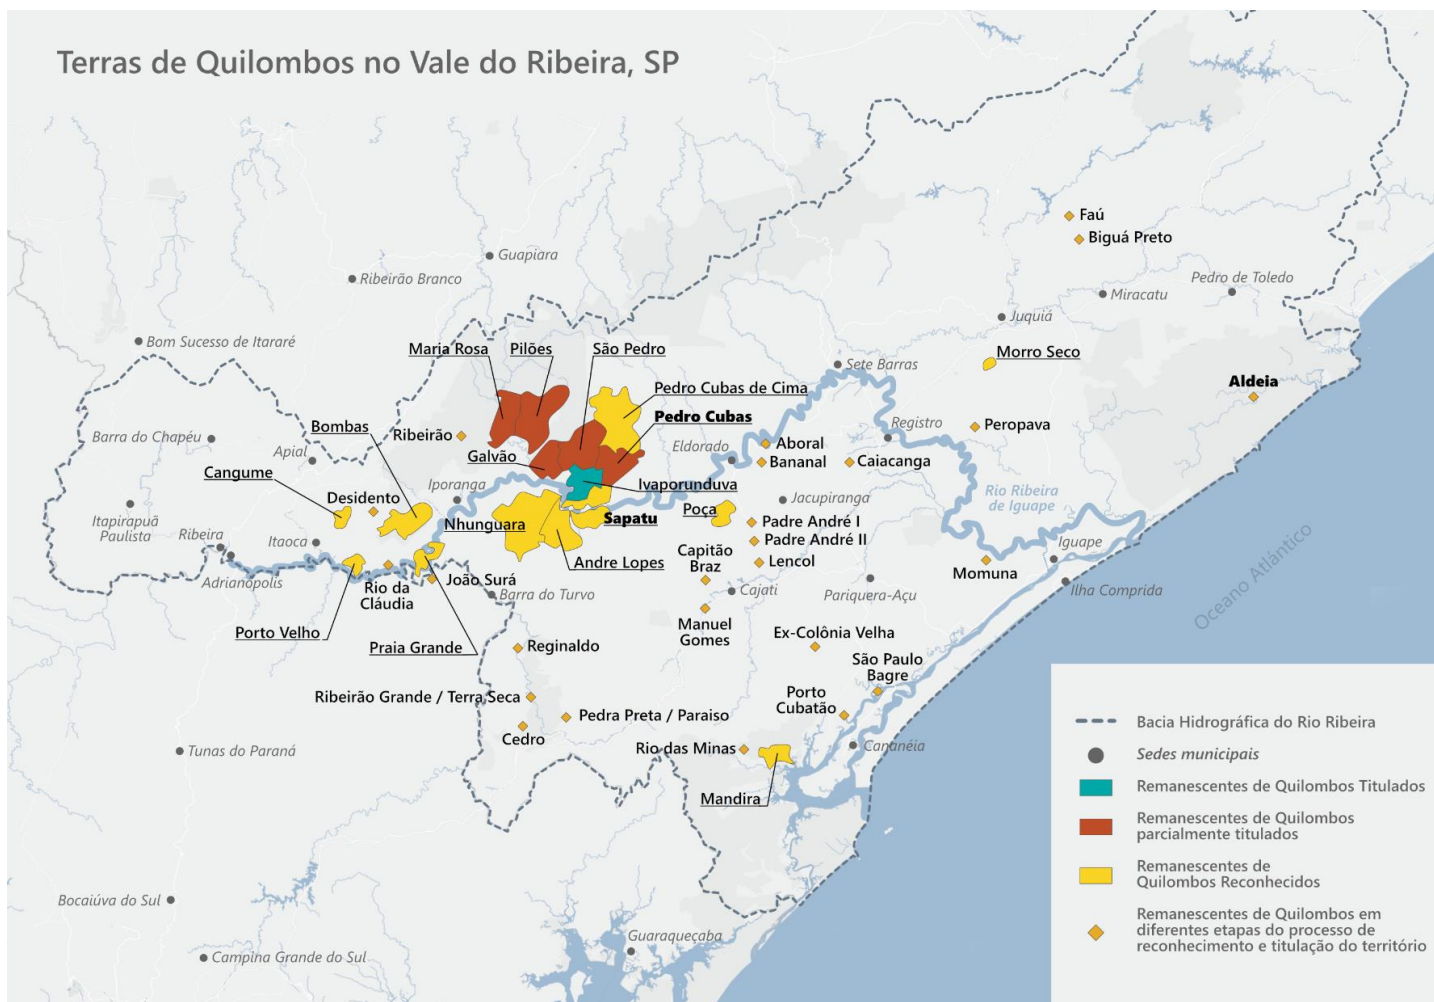 Terras de Quilombos no Vale do Ribeira, SP
Faú
Biguá Preto
Guapiara
Ribeirão Branco
Pedro de Toledo
Miracatu
Juquiá
Bom Sucesso de Itararé
Maria Rosa
Pilões
São Pedro
Morro Seco
Sete Barras
Pedro Cubas de Cima
Aldeia
Pedro Cubas
Bombas
Ribeirão
Barra do Chapéu
Apial
Galvão
Eldorado
Aboral
Registro
Peropava
Bananal
Caiacanga
Cangume
Desidento
Iporanga
Ivaporunduva
Jacupiranga
Rio Ribeira
de Iguape
Itapirapuã
Paulista
Nhunguara
Sapatu
Poça
Padre André I
Padre André II
Ribeira
Itaoca
Capitão
Braz
Lencol
Andre Lopes
Iguape
Momuna
Adrianópolis
Rio da
Cláudia
João Surá
Barra do Turvo
Cajati
Pariquera-Açu
Ilha Comprida
Oceano Atlântico
Porto Velho
Praia Grande
Manuel
Gomes
Ex-Colônia Velha
Reginaldo
São Paulo
Bagre
Ribeirão Grande / Terra Seca
Porto
Cubatão
Pedra Preta / Paraiso
Cedro
Rio das Minas
Cananéia
Tunas do Paraná
Mandira
Bocaiúva do Sul
Guaraqueçaba
Campina Grande do Sul
Bacia Hidrográfica do Rio Ribeira
Sedes municipais
Remanescentes de Quilombos Titulados
Remanescentes de Quilombos
parcialmente titulados
Remanescentes de
Quilombos Reconhecidos
Remanescentes de Quilombos em
diferentes etapas do processo de
reconhecimento e titulação do território